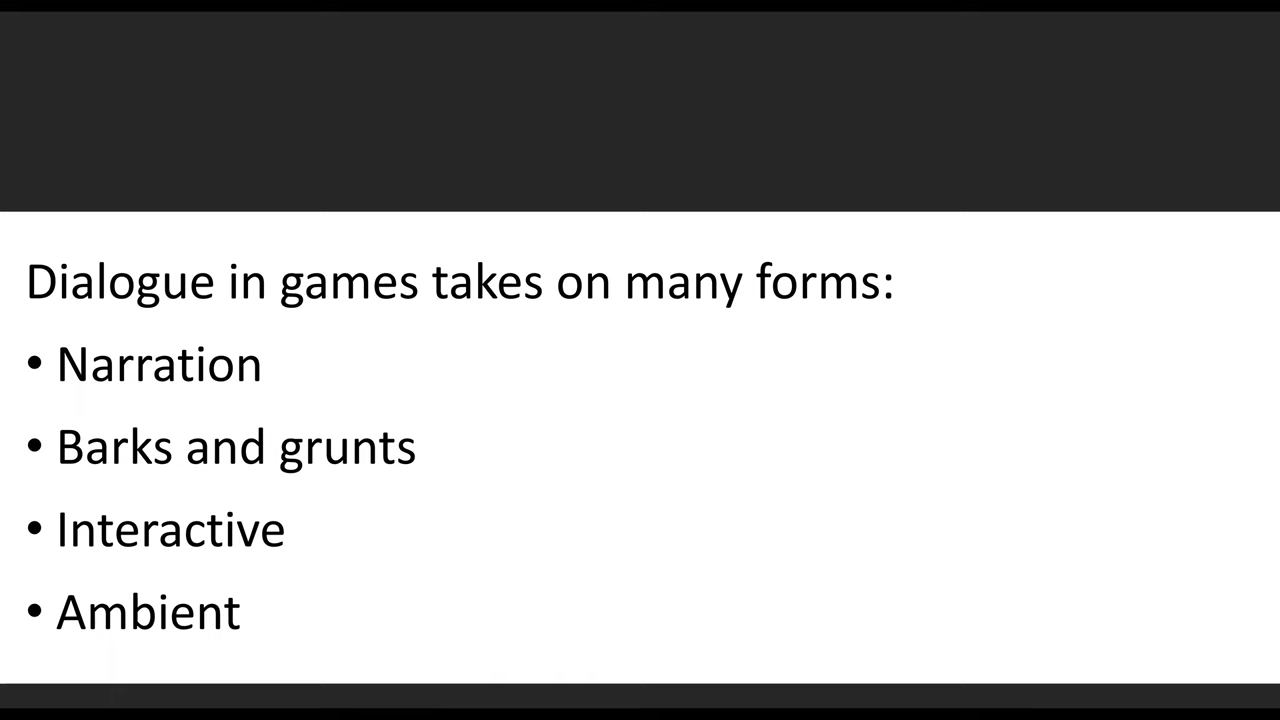 Dialogue in games takes on many forms:
• Narration
• Barks and grunts
• Interactive
• Ambient